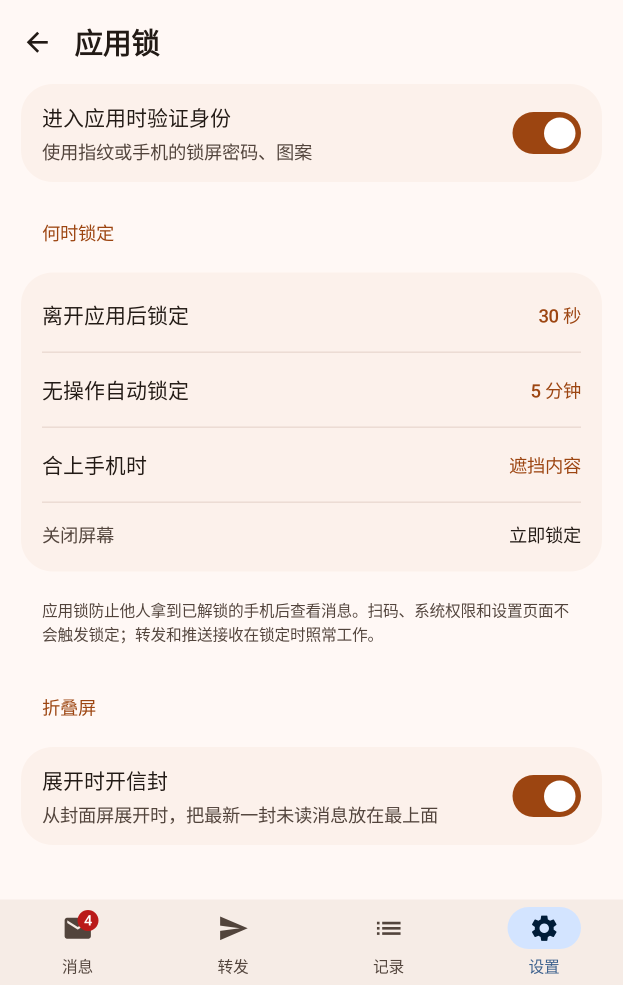 应用锁
进入应用时验证身份
使用指纹或手机的锁屏密码、图案
何时锁定
离开应用后锁定 30 秒
无操作自动锁定 5 分钟
合上手机时 遮挡内容
关闭屏幕 立即锁定
应用锁防止他人拿到已解锁的手机后查看消息。扫码、系统权限和设置页面不
会触发锁定；转发和推送接收在锁定时照常工作。
折叠屏
展开时开信封
从封面屏展开时，把最新一封未读消息放在最上面
4
消息 转发 记录 设置